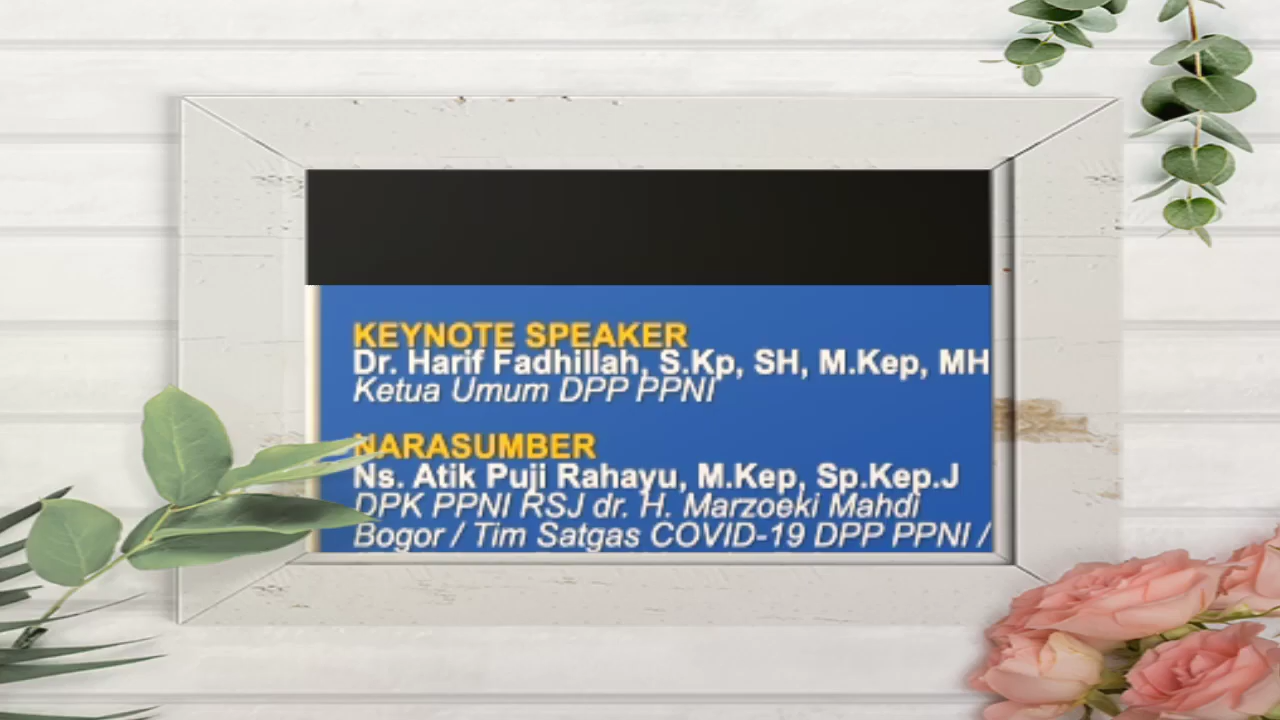 KEYNOTE SPEAKER
Dr. Harif Fadhillah, S.Kp, SH, M.Kep, MH
Ketua Umum DPP PPNI
NARASUMBER
Ns. Atik Puji Rahayu, M.Kep, Sp.Kep.J
DPK PPNI RSJ dr. H. Marzoeki Mahdi
Bogor / Tim Satgas COVID-19 DPP PPNI /